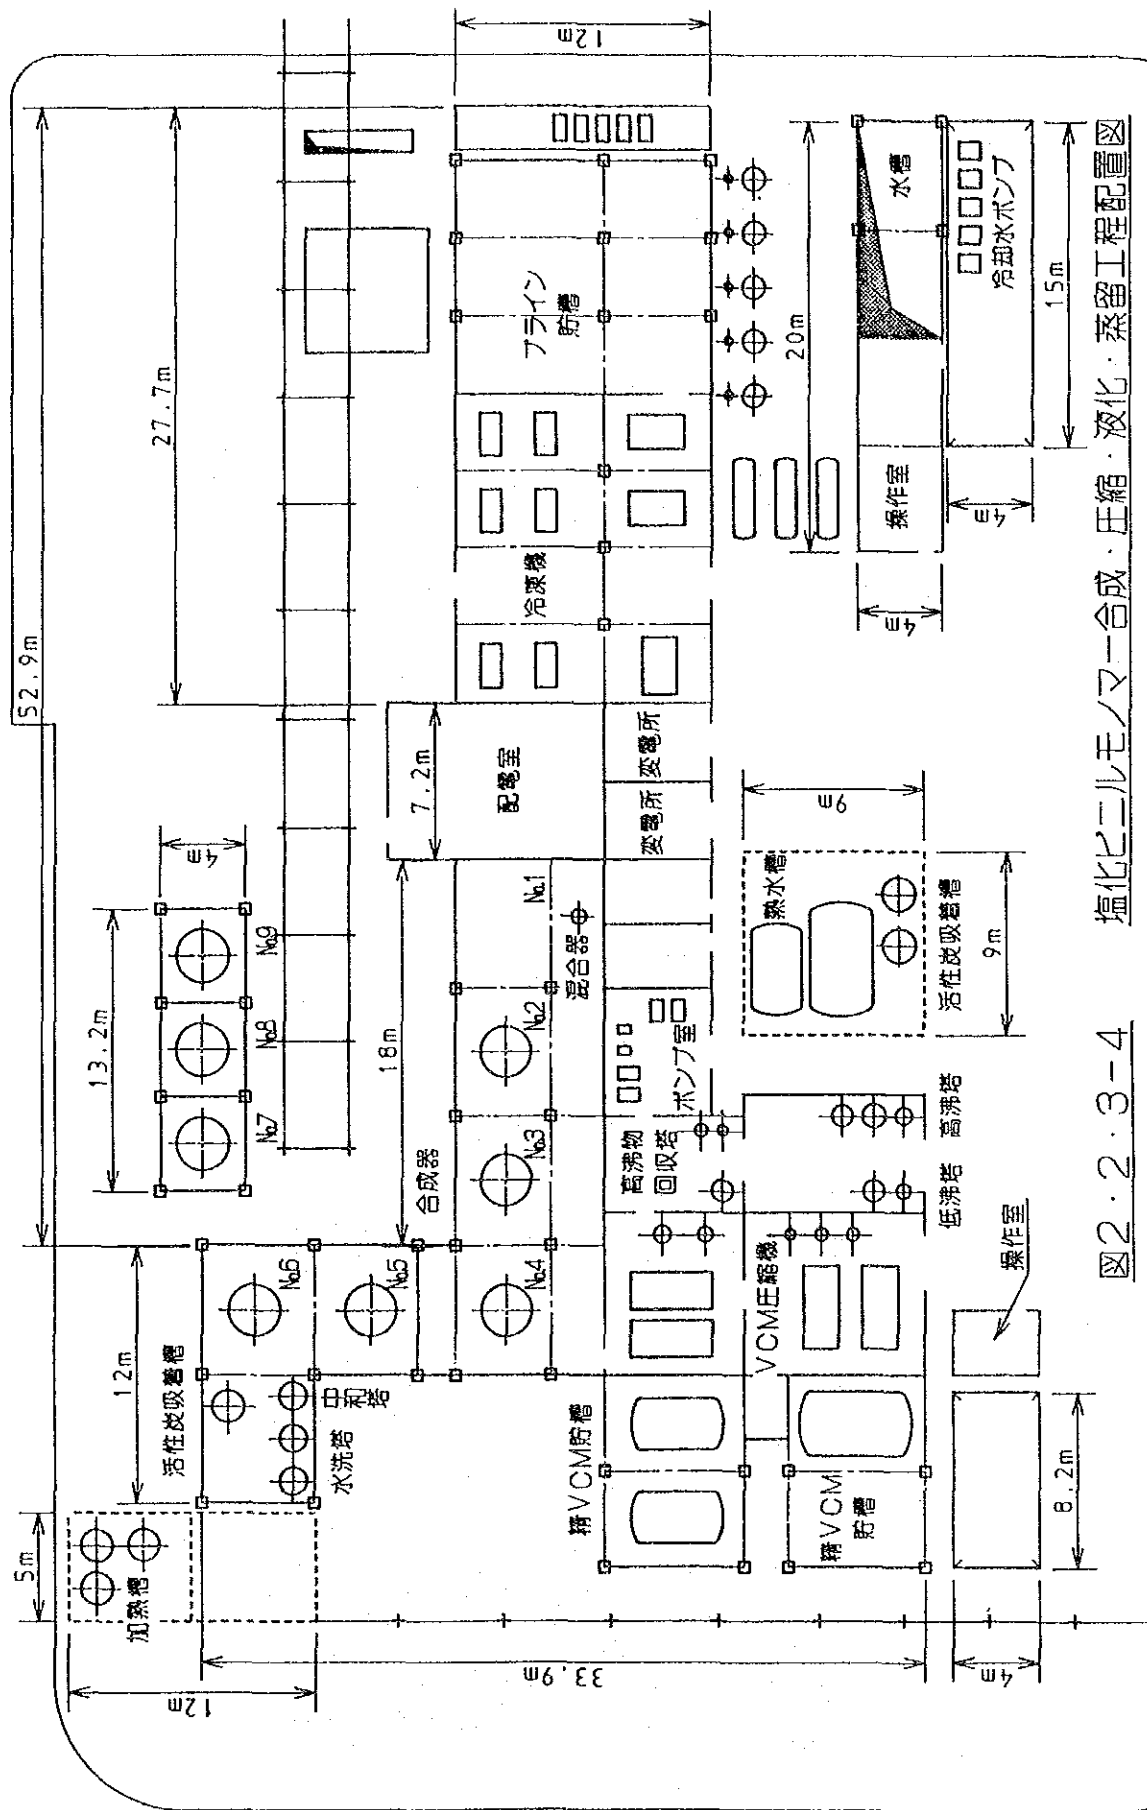 52.9m
27.7m
12m
13.2m
4m
No.7
No.8
No.9
7.2m
18m
配電室
変電所
変電所
冷凍機
ブライン
貯槽
20m
水槽
操作室
4m
冷却水ポンプ
15m
4m
合成器
No.1
No.2
No.3
No.4
No.5
No.6
混合器
ポンプ室
高沸物
回収塔
熱水槽
9m
9m
活性炭吸着槽
高沸塔
低沸塔
VCM圧縮機
操作室
5m
加熱槽
12m
12m
活性炭吸着槽
中和塔
水洗塔
精VCM貯槽
精VCM
貯槽
33.9m
8.2m
4m
図2.2.3-4 塩化ビニルモノマー合成・圧縮・液化・蒸留工程配置図